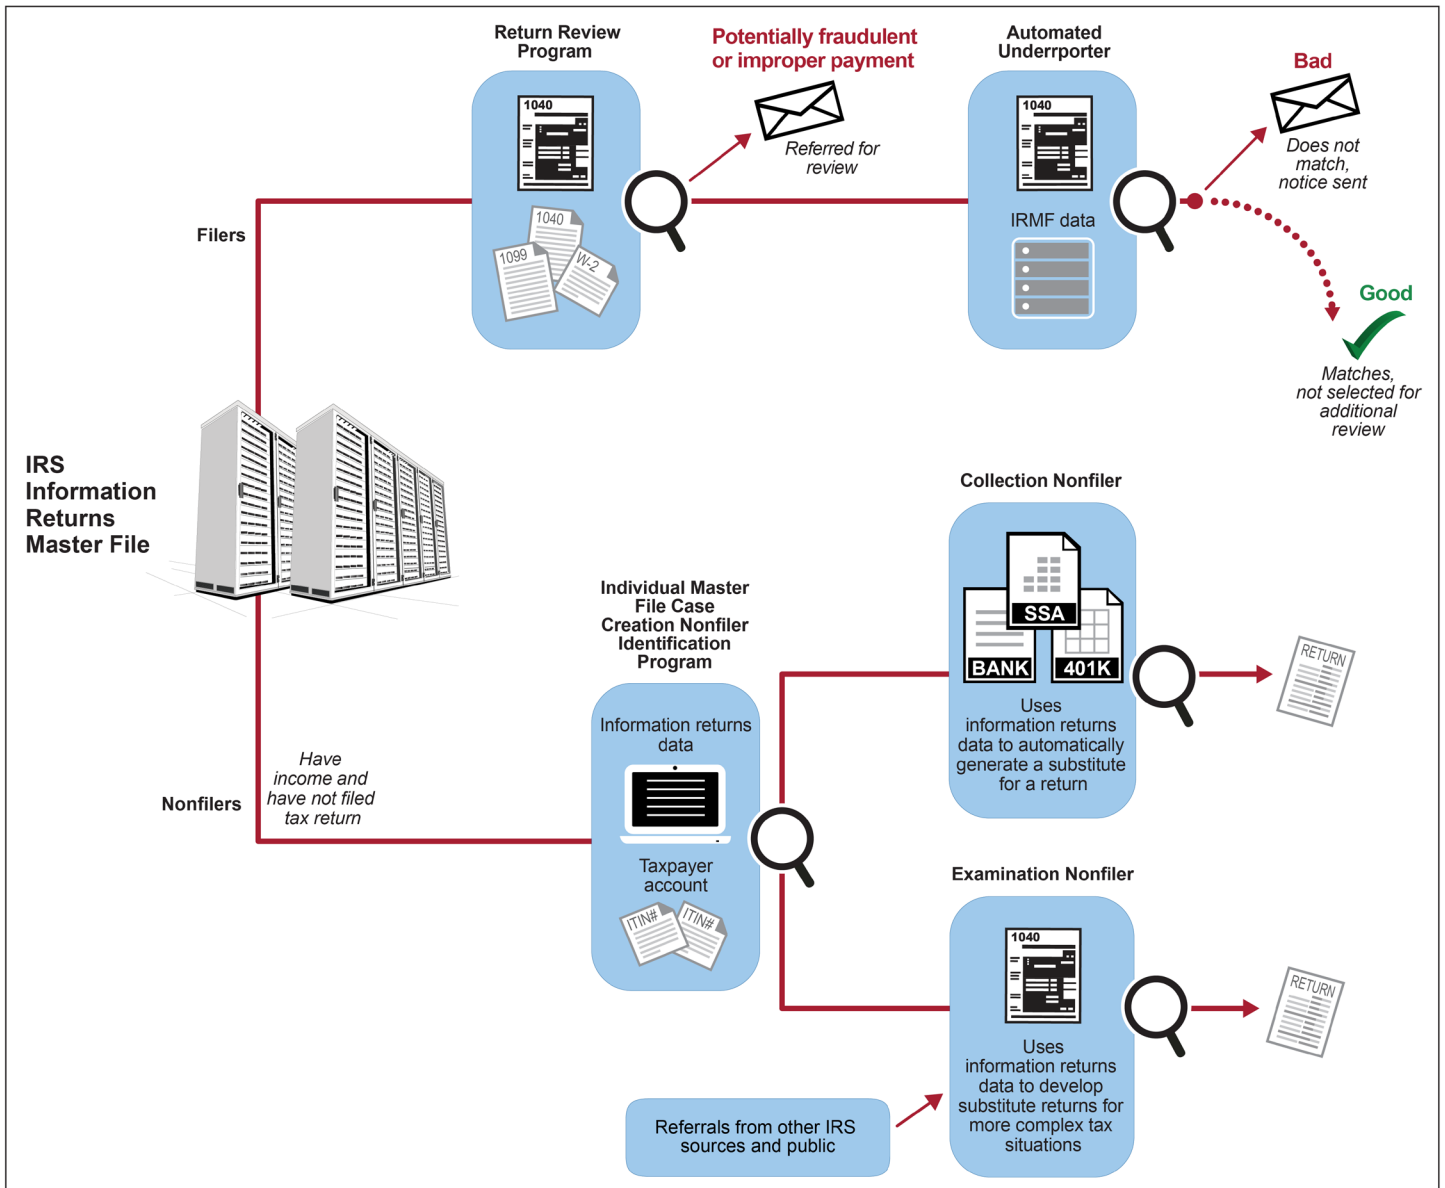 Return Review
Program
Potentially fraudulent
or improper payment
Automated
Underrporter
Bad
1040
1040
Referred for
review
Does not
match,
notice sent
Filers
1040
1099
W-2
IRMF data
Good
Matches,
not selected for
additional
review
IRS
Information
Returns
Master File
Collection Nonfiler
SSA
BANK
401K
Uses
information returns
data to automatically
generate a substitute
for a return
RETURN
Individual Master
File Case
Creation Nonfiler
Identification
Program
Information returns
data
Taxpayer
account
ITIN#
ITIN#
Have
income and
have not filed
tax return
Nonfilers
Examination Nonfiler
1040
Uses
information returns
data to develop
substitute returns for
more complex tax
situations
RETURN
Referrals from other IRS
sources and public